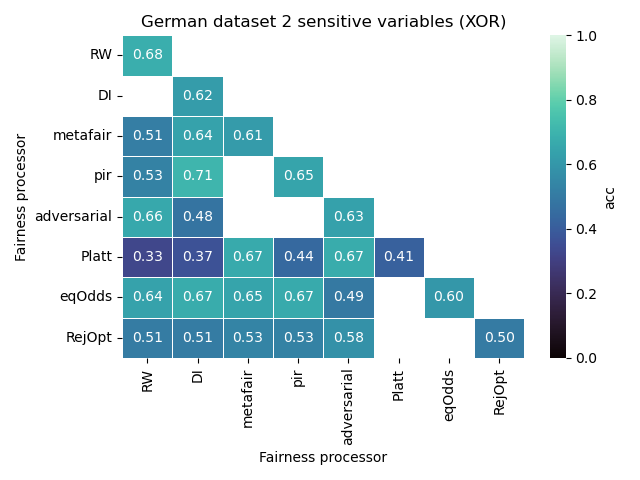 German dataset 2 sensitive variables (XOR)
Fairness processor
RW 0.68
DI 0.62
metafair 0.51 0.64 0.61
pir 0.53 0.71 0.65
adversarial 0.66 0.48 0.63
Platt 0.33 0.37 0.67 0.44 0.67 0.41
eqOdds 0.64 0.67 0.65 0.67 0.49 0.60
RejOpt 0.51 0.51 0.53 0.53 0.58 0.50
RW DI metafair pir adversarial Platt eqOdds RejOpt
Fairness processor
1.0
0.8
0.6
0.4
0.2
0.0
acc